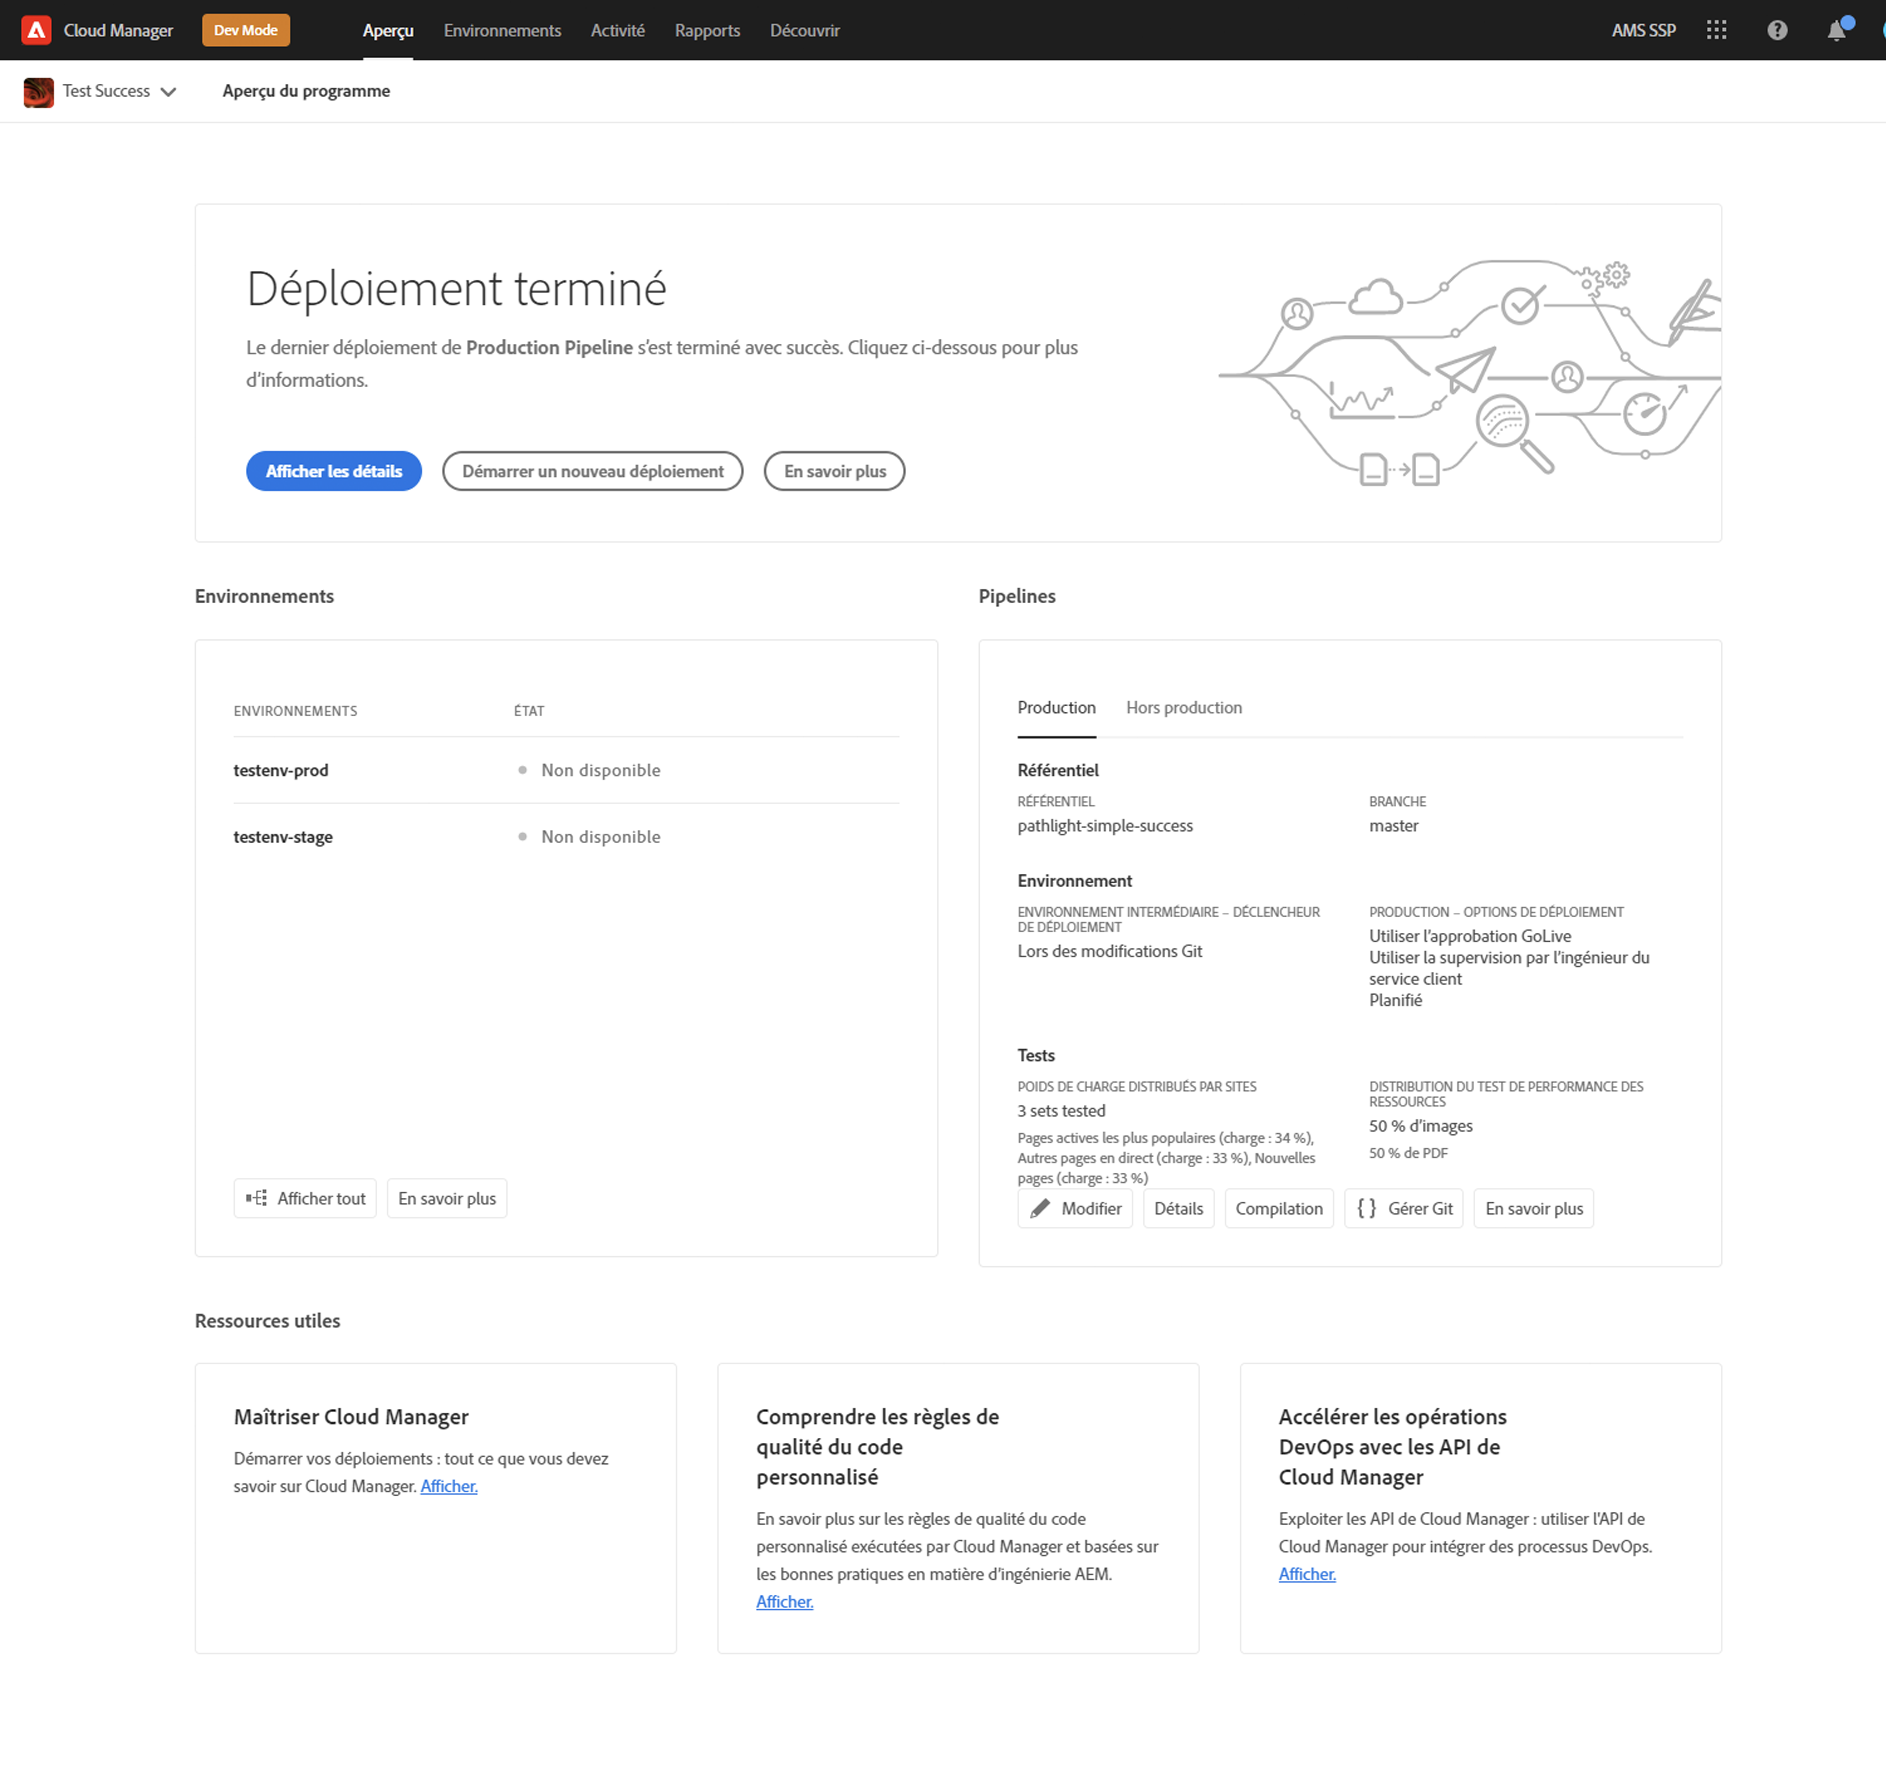 Cloud Manager
Dev Mode
Aperçu
Environnements
Activité
Rapports
Découvrir
AMS SSP
Test Success
Aperçu du programme
Déploiement terminé
Le dernier déploiement de Production Pipeline s’est terminé avec succès. Cliquez ci-dessous pour plus
d’informations.
Afficher les détails
Démarrer un nouveau déploiement
En savoir plus
Environnements
ENVIRONNEMENTS
ÉTAT
testenv-prod
Non disponible
testenv-stage
Non disponible
Afficher tout
En savoir plus
Pipelines
Production
Hors production
Référentiel
RÉFÉRENTIEL
pathlight-simple-success
BRANCHE
master
Environnement
ENVIRONNEMENT INTERMÉDIAIRE – DÉCLENCHEUR
DE DÉPLOIEMENT
Lors des modifications Git
PRODUCTION – OPTIONS DE DÉPLOIEMENT
Utiliser l’approbation GoLive
Utiliser la supervision par l’ingénieur du
service client
Planifié
Tests
POIDS DE CHARGE DISTRIBUÉS PAR SITES
3 sets tested
Pages actives les plus populaires (charge : 34 %),
Autres pages en direct (charge : 33 %), Nouvelles
pages (charge : 33 %)
DISTRIBUTION DU TEST DE PERFORMANCE DES
RESSOURCES
50 % d’images
50 % de PDF
Modifier
Détails
Compilation
Gérer Git
En savoir plus
Ressources utiles
Maîtriser Cloud Manager
Démarrer vos déploiements : tout ce que vous devez
savoir sur Cloud Manager. Afficher.
Comprendre les règles de
qualité du code
personnalisé
En savoir plus sur les règles de qualité du code
personnalisé exécutées par Cloud Manager et basées sur
les bonnes pratiques en matière d’ingénierie AEM.
Afficher.
Accélérer les opérations
DevOps avec les API de
Cloud Manager
Exploiter les API de Cloud Manager : utiliser l'API de
Cloud Manager pour intégrer des processus DevOps.
Afficher.